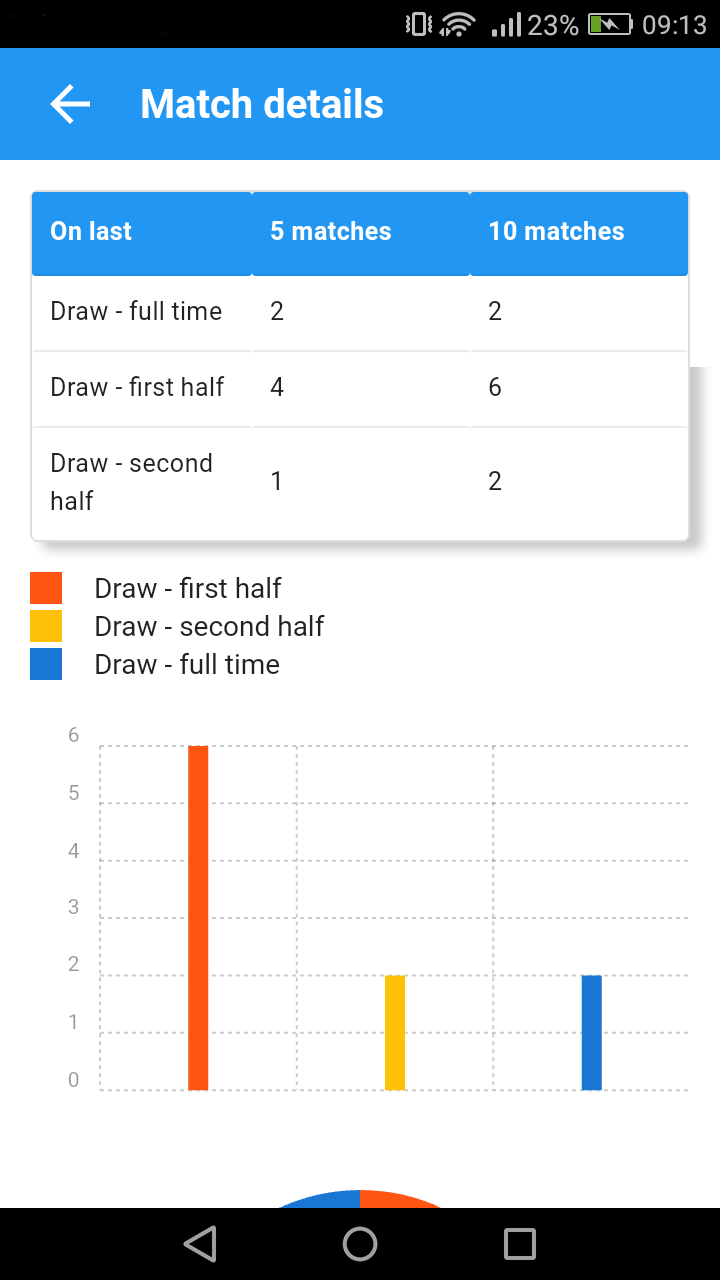 23% 09:13
Match details
On last 5 matches 10 matches
Draw - full time 2 2
Draw - first half 4 6
Draw - second
half 1 2
Draw - first half
Draw - second half
Draw - full time
6
5
4
3
2
1
0